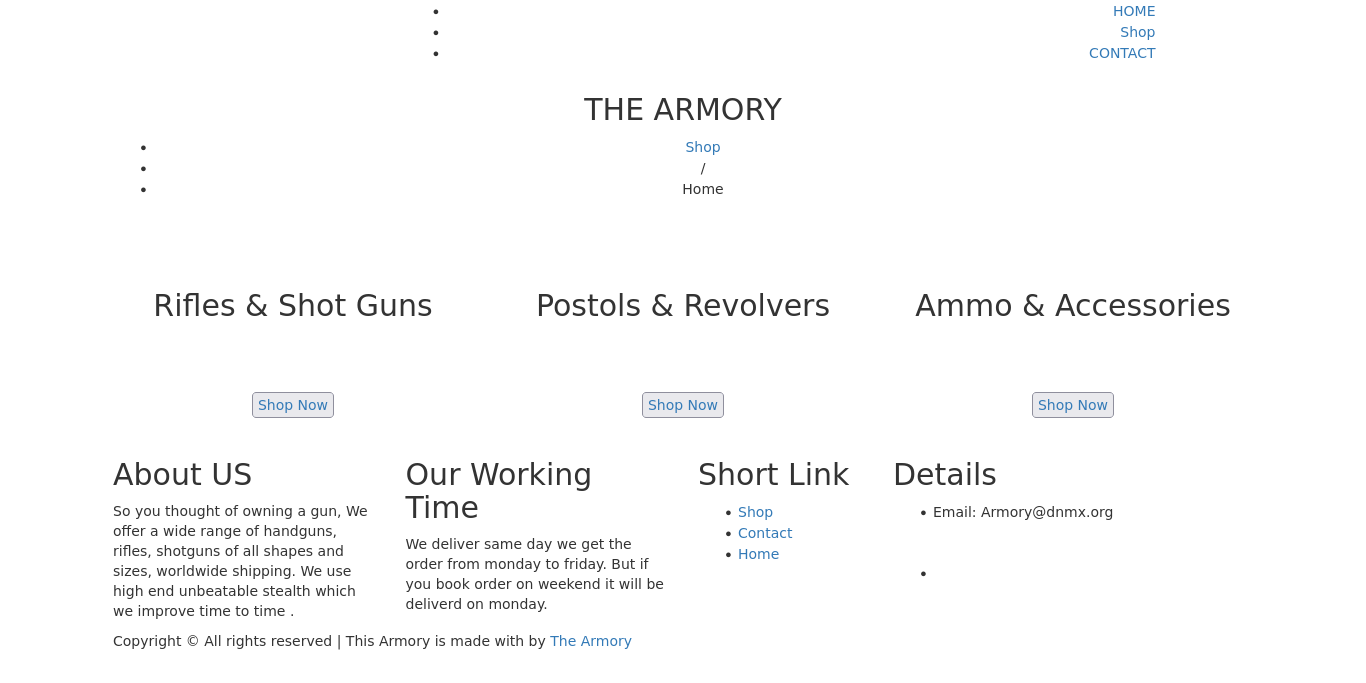 HOME
Shop
CONTACT
THE ARMORY
Shop
/
Home
Rifles & Shot Guns
Postols & Revolvers
Ammo & Accessories
Shop Now
Shop Now
Shop Now
About US
So you thought of owning a gun, We
offer a wide range of handguns,
rifles, shotguns of all shapes and
sizes, worldwide shipping. We use
high end unbeatable stealth which
we improve time to time .
Our Working
Time
We deliver same day we get the
order from monday to friday. But if
you book order on weekend it will be
deliverd on monday.
Short Link
Shop
Contact
Home
Details
Email: Armory@dnmx.org
Copyright © All rights reserved | This Armory is made with by The Armory